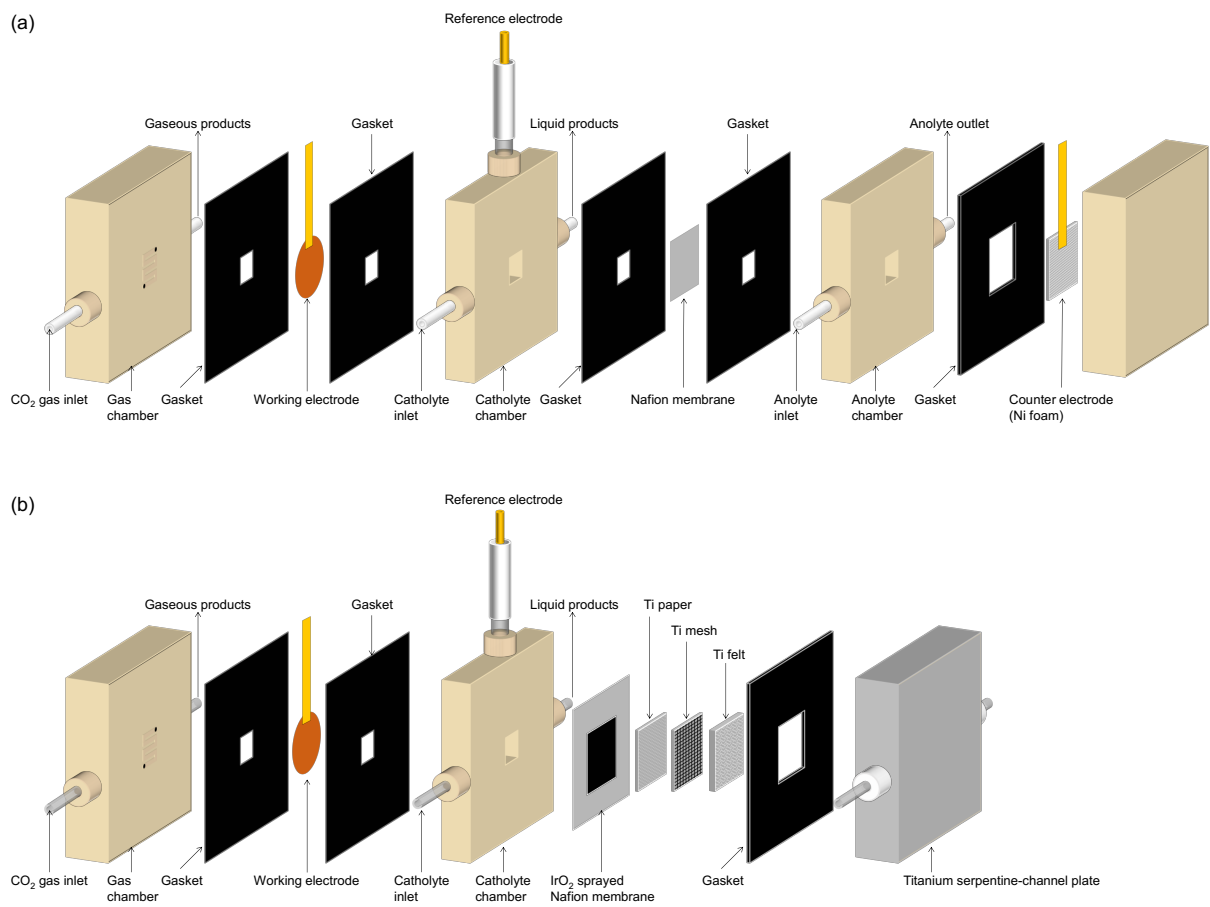 (a)
Reference electrode
Gaseous products
Gasket
Liquid products
Gasket
Anolyte outlet
CO₂ gas inlet
Gas
chamber
Gasket
Working electrode
Catholyte
inlet
Catholyte
chamber
Gasket
Nafion membrane
Anolyte
inlet
Anolyte
chamber
Gasket
Counter electrode
(Ni foam)
(b)
Reference electrode
Gaseous products
Gasket
Liquid products
Ti paper
Ti mesh
Ti felt
CO₂ gas inlet
Gas
chamber
Gasket
Working electrode
Catholyte
inlet
Catholyte
chamber
IrO₂ sprayed
Nafion membrane
Gasket
Titanium serpentine-channel plate